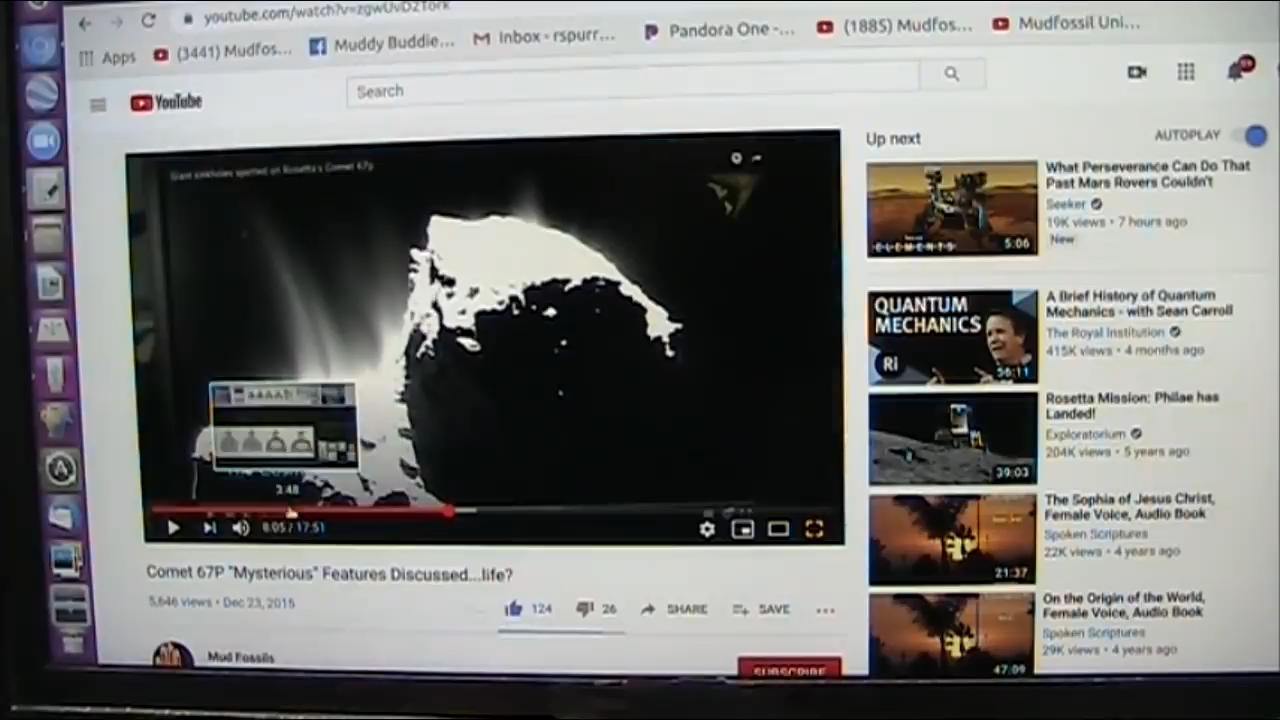 youtube.com/watch?v=zgwUvDzTork
Apps
(3441) Mudfos...
Muddy Buddie...
Inbox - rspurr...
Pandora One -...
(1885) Mudfos...
Mudfossil Uni...
YouTube
Search
Giant sinkholes spotted on Rosetta's Comet 67p
3:48
8:05 / 17:51
Comet 67P "Mysterious" Features Discussed...life?
5,646 views • Dec 23, 2015
124
26
SHARE
SAVE
Mud Fossils
SUBSCRIBE
Up next
AUTOPLAY
ELEMENTS
5:06
What Perseverance Can Do That
Past Mars Rovers Couldn't
Seeker
19K views • 7 hours ago
New
QUANTUM
MECHANICS
Ri
56:11
A Brief History of Quantum
Mechanics - with Sean Carroll
The Royal Institution
415K views • 4 months ago
39:03
Rosetta Mission: Philae has
Landed!
Exploratorium
204K views • 5 years ago
21:37
The Sophia of Jesus Christ,
Female Voice, Audio Book
Spoken Scriptures
22K views • 4 years ago
47:09
On the Origin of the World,
Female Voice, Audio Book
Spoken Scriptures
29K views • 4 years ago